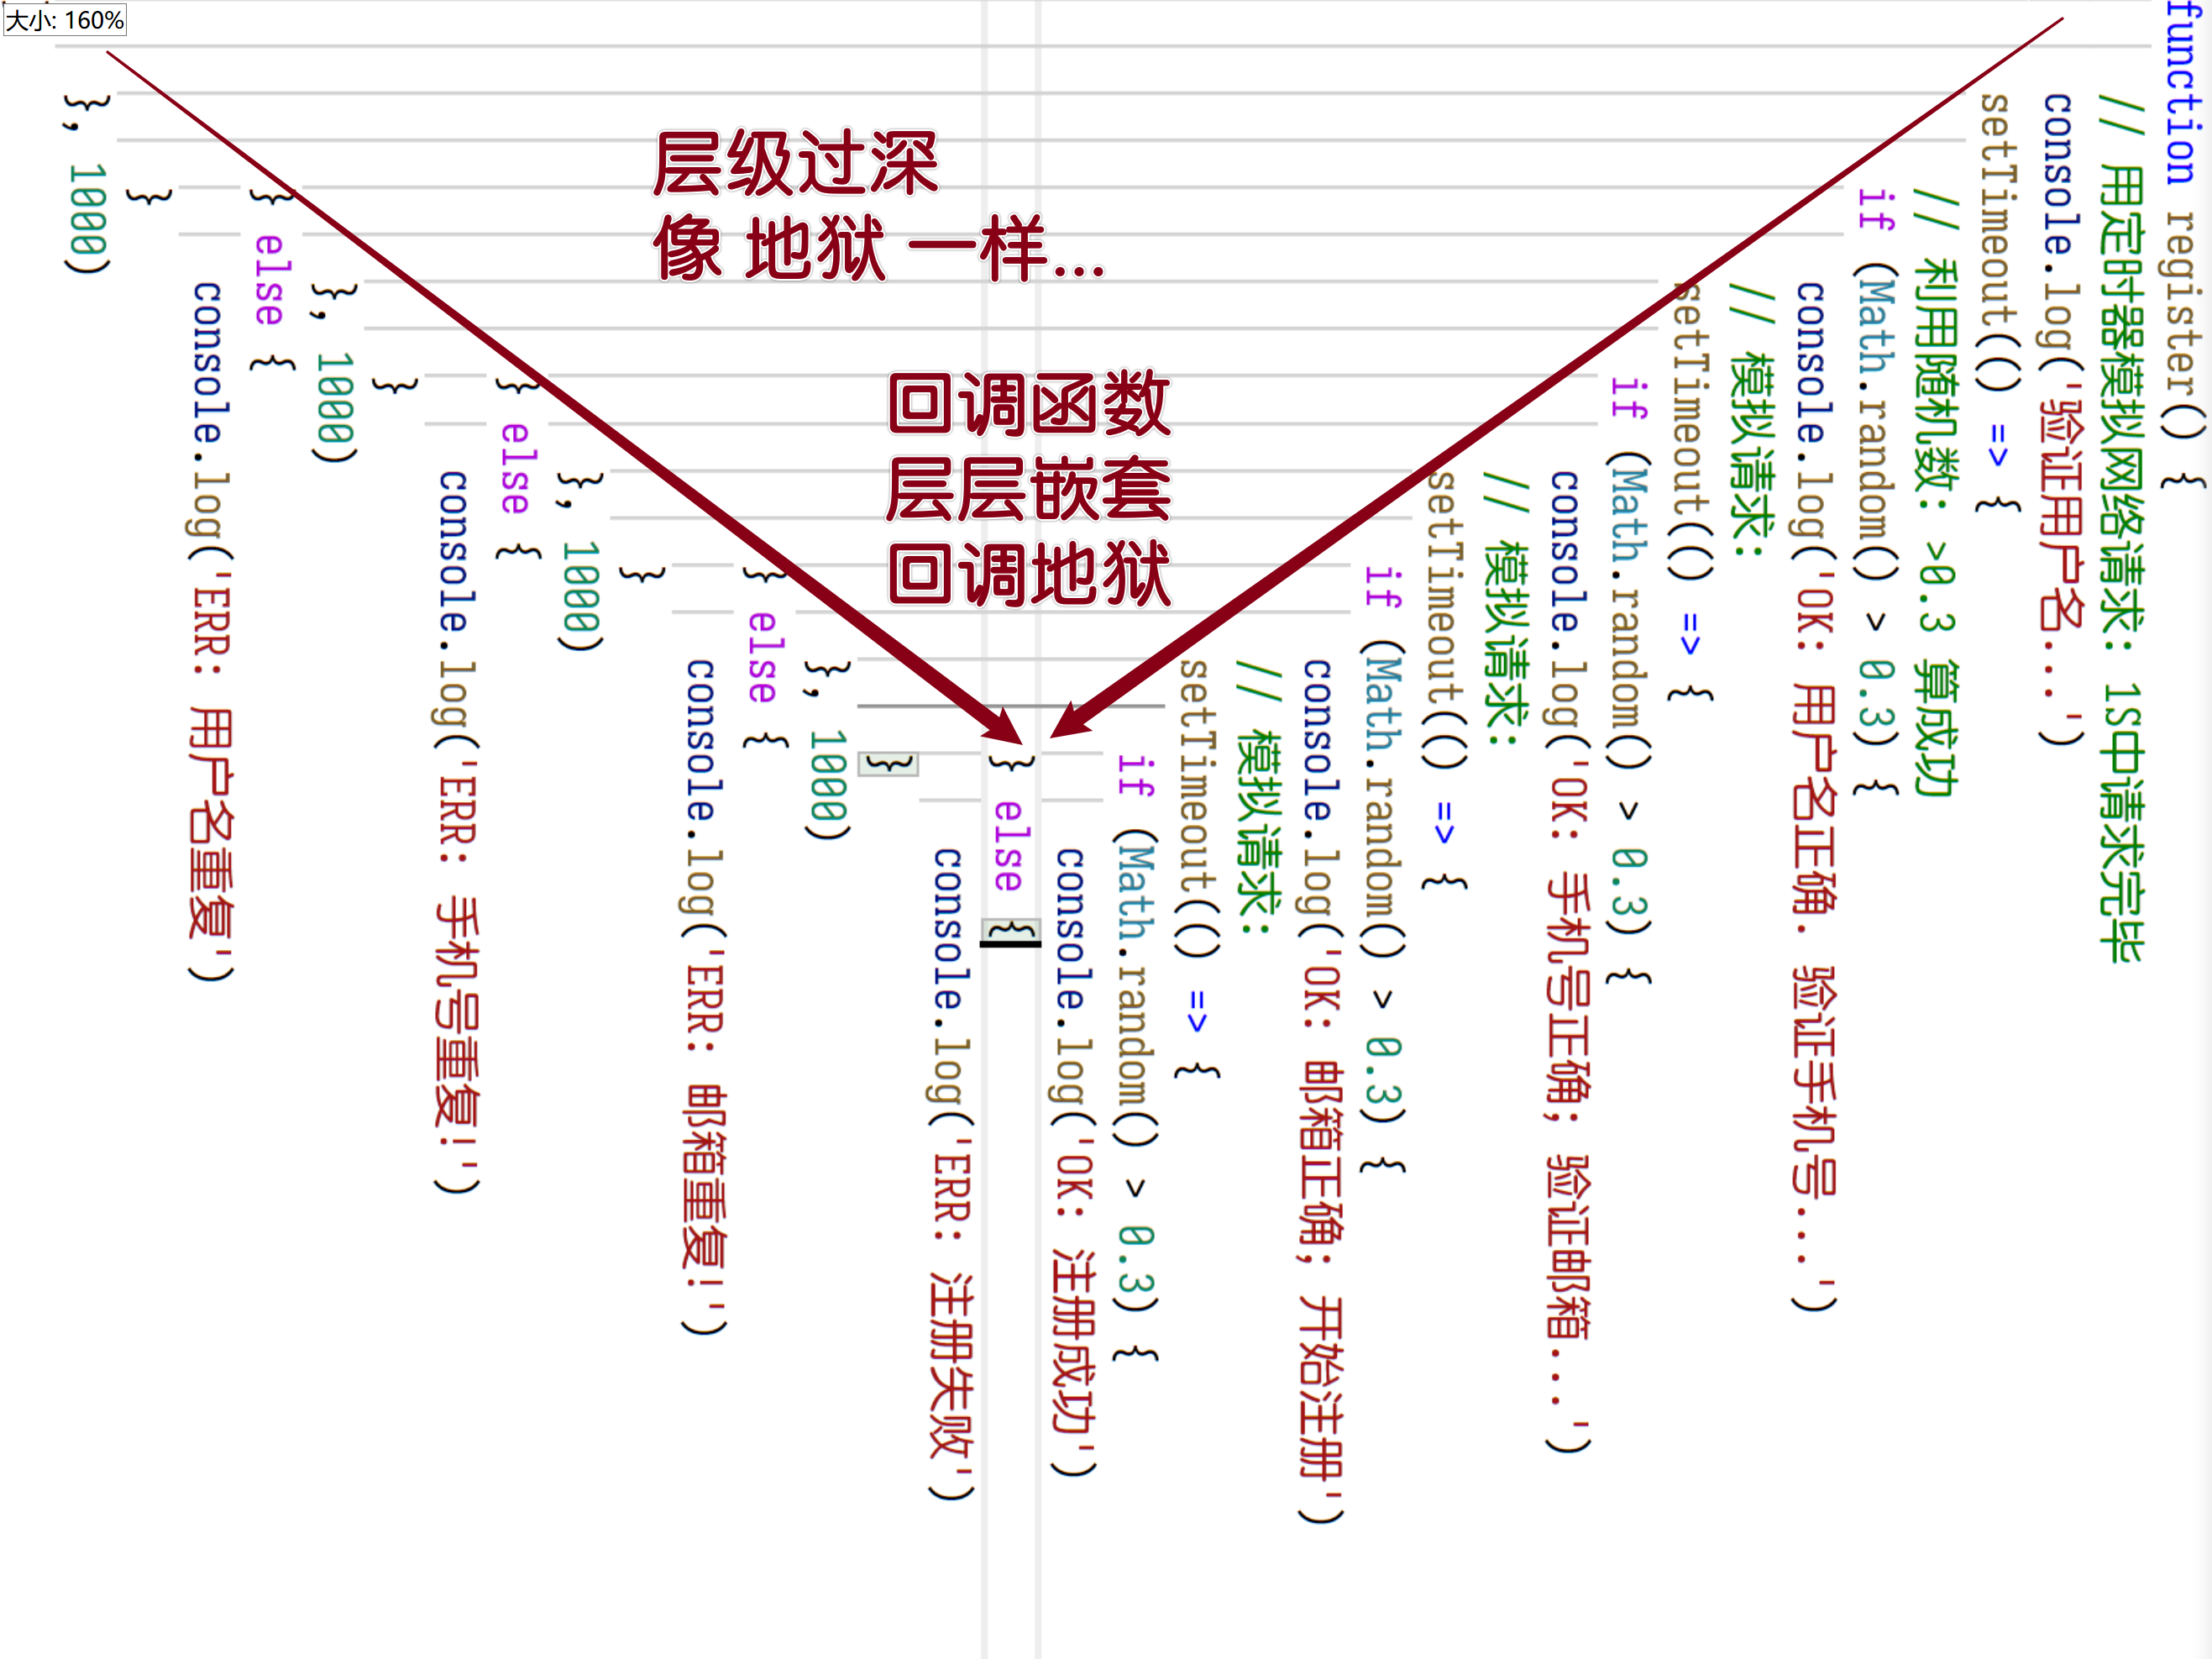 大小: 160%
层级过深
像 地狱 一样...
回调函数
层层嵌套
回调地狱
function register() {
// 用定时器模拟网络请求: 1S中请求完毕
console.log('验证用户名...')
setTimeout(() => {
// 利用随机数: >0.3 算成功
if (Math.random() > 0.3) {
console.log('OK: 用户名正确. 验证手机号...')
// 模拟请求:
setTimeout(() => {
if (Math.random() > 0.3) {
console.log('OK: 手机号正确; 验证邮箱...')
// 模拟请求:
setTimeout(() => {
if (Math.random() > 0.3) {
console.log('OK: 邮箱正确; 开始注册')
// 模拟请求:
setTimeout(() => {
if (Math.random() > 0.3) {
console.log('OK: 注册成功')
} else {
console.log('ERR: 注册失败')
}
}, 1000)
} else {
console.log('ERR: 邮箱重复!')
}
}, 1000)
} else {
console.log('ERR: 手机号重复!')
}
}, 1000)
} else {
console.log('ERR: 用户名重复')
}
}, 1000)